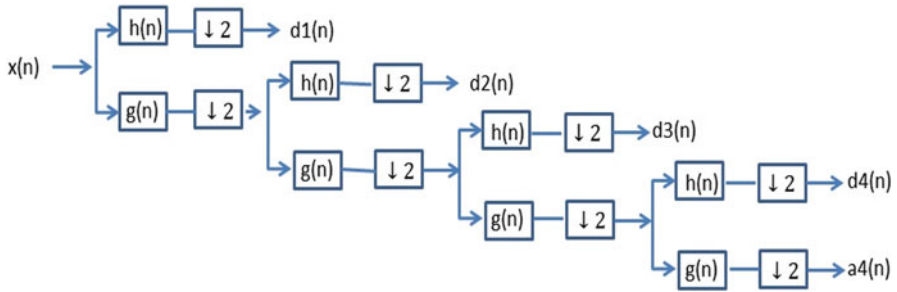 h(n) ↓ 2 d1(n)
x(n)
g(n) ↓ 2
h(n) ↓ 2 d2(n)
g(n) ↓ 2
h(n) ↓ 2 d3(n)
g(n) ↓ 2
h(n) ↓ 2 d4(n)
g(n) ↓ 2 a4(n)